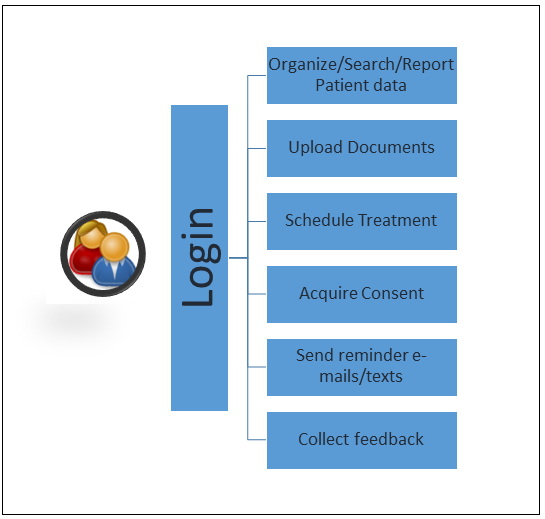 Login
Organize/Search/Report
Patient data
Upload Documents
Schedule Treatment
Acquire Consent
Send reminder e-
mails/texts
Collect feedback